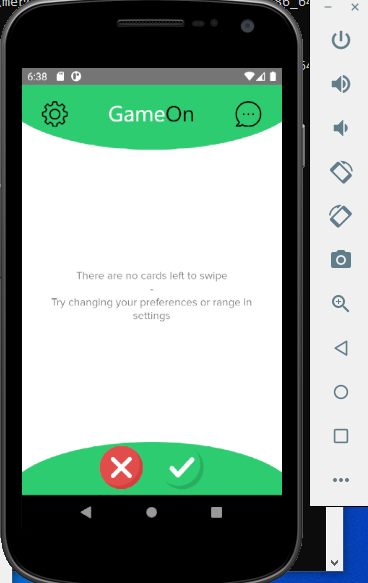 6:38
GameOn
There are no cards left to swipe
-
Try changing your preferences or range in
settings